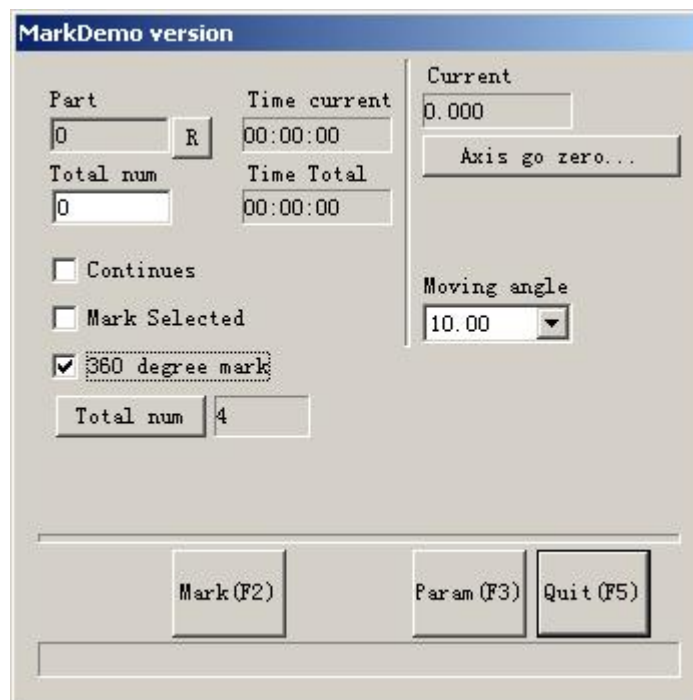 MarkDemo version
Part
Time current
Current
0
R
00:00:00
0.000
Axis go zero...
Total num
Time Total
0
00:00:00
Continues
Mark Selected
Moving angle
10.00
360 degree mark
Total num
4
Mark(F2)
Param(F3)
Quit(F5)